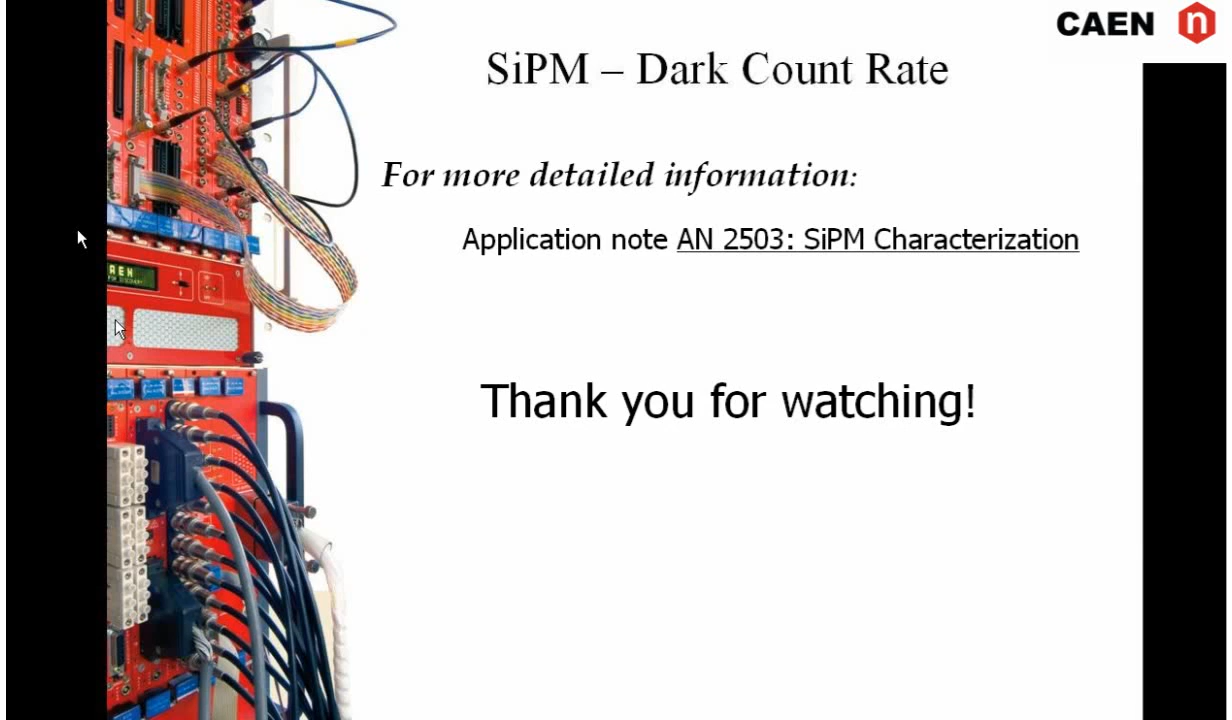 CAEN n
SiPM – Dark Count Rate
For more detailed information:
Application note AN 2503: SiPM Characterization
Thank you for watching!